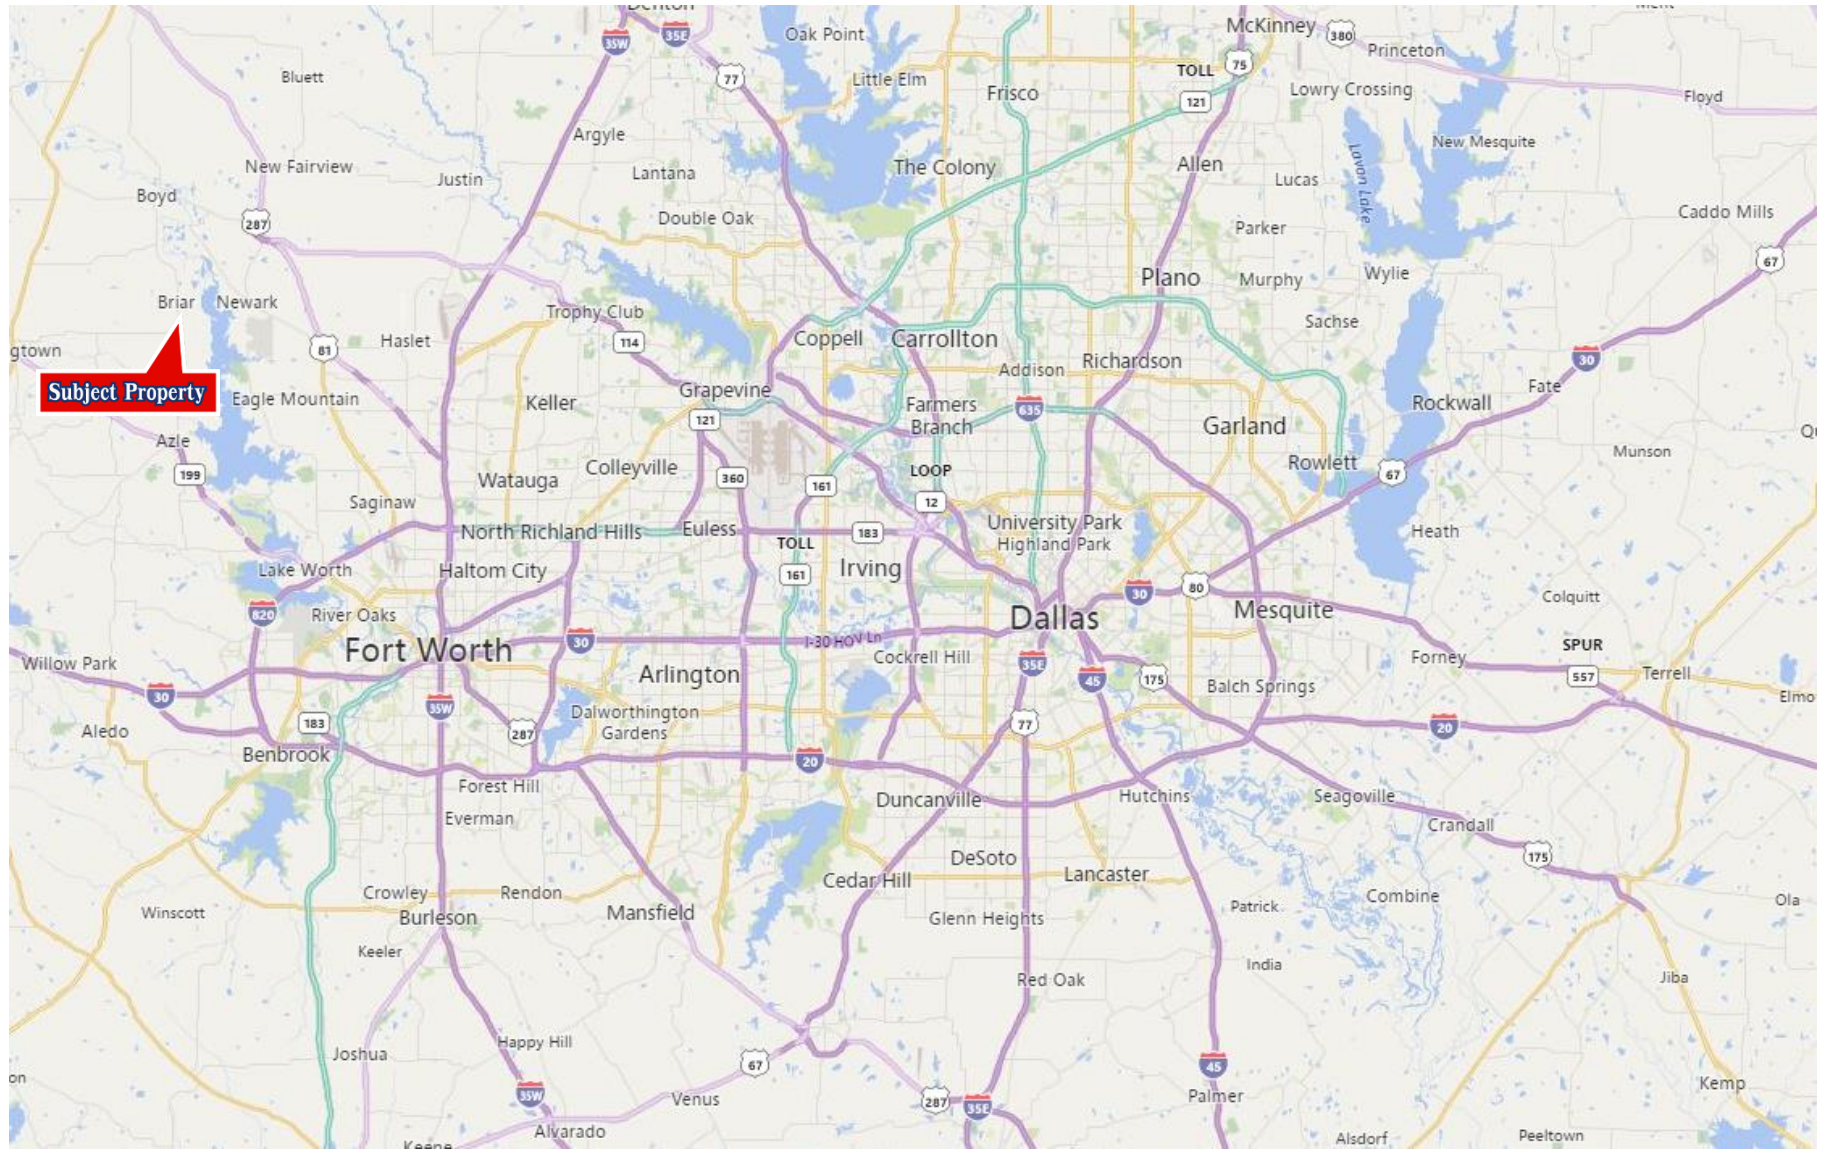 Denton
McKinney
35W
35E
Oak Point
380
Princeton
Bluett
77
Little Elm
TOLL
75
Frisco
121
Lowry Crossing
Floyd
Argyle
New Mesquite
New Fairview
Justin
Lantana
The Colony
Allen
Lucas
Lavon Lake
Boyd
287
Double Oak
Parker
Caddo Mills
67
Plano
Murphy
Wylie
Briar
Newark
Trophy Club
Sachse
81
Haslet
114
Coppell
Carrollton
gtown
Addison
Richardson
30
Subject Property
Grapevine
Fate
Eagle Mountain
Keller
121
Farmers
Branch
635
Rockwall
Garland
Azle
199
Watauga
Colleyville
360
161
LOOP
12
Rowlett
67
Munson
Saginaw
North Richland Hills
Euless
TOLL
183
University Park
Highland Park
Heath
Lake Worth
Haltom City
161
Irving
30
80
Colquitt
820
River Oaks
Dallas
Mesquite
Fort Worth
30
I-30 HOV Ln
Cockrell Hill
35E
45
175
Forney
SPUR
557
Terrell
Willow Park
30
Arlington
Balch Springs
Elmo
35W
183
287
Dalworthington
Gardens
77
20
Aledo
Benbrook
20
Forest Hill
Duncanville
Hutchins
Seagoville
Everman
Crandall
175
DeSoto
Cedar Hill
Lancaster
Crowley
Rendon
Combine
Ola
Winscott
Burleson
Mansfield
Glenn Heights
Patrick
Keeler
India
Red Oak
Jiba
Joshua
Happy Hill
67
45
on
35W
Venus
287
35E
Palmer
Kemp
Alvarado
Keene
Alsdorf
Peeltown